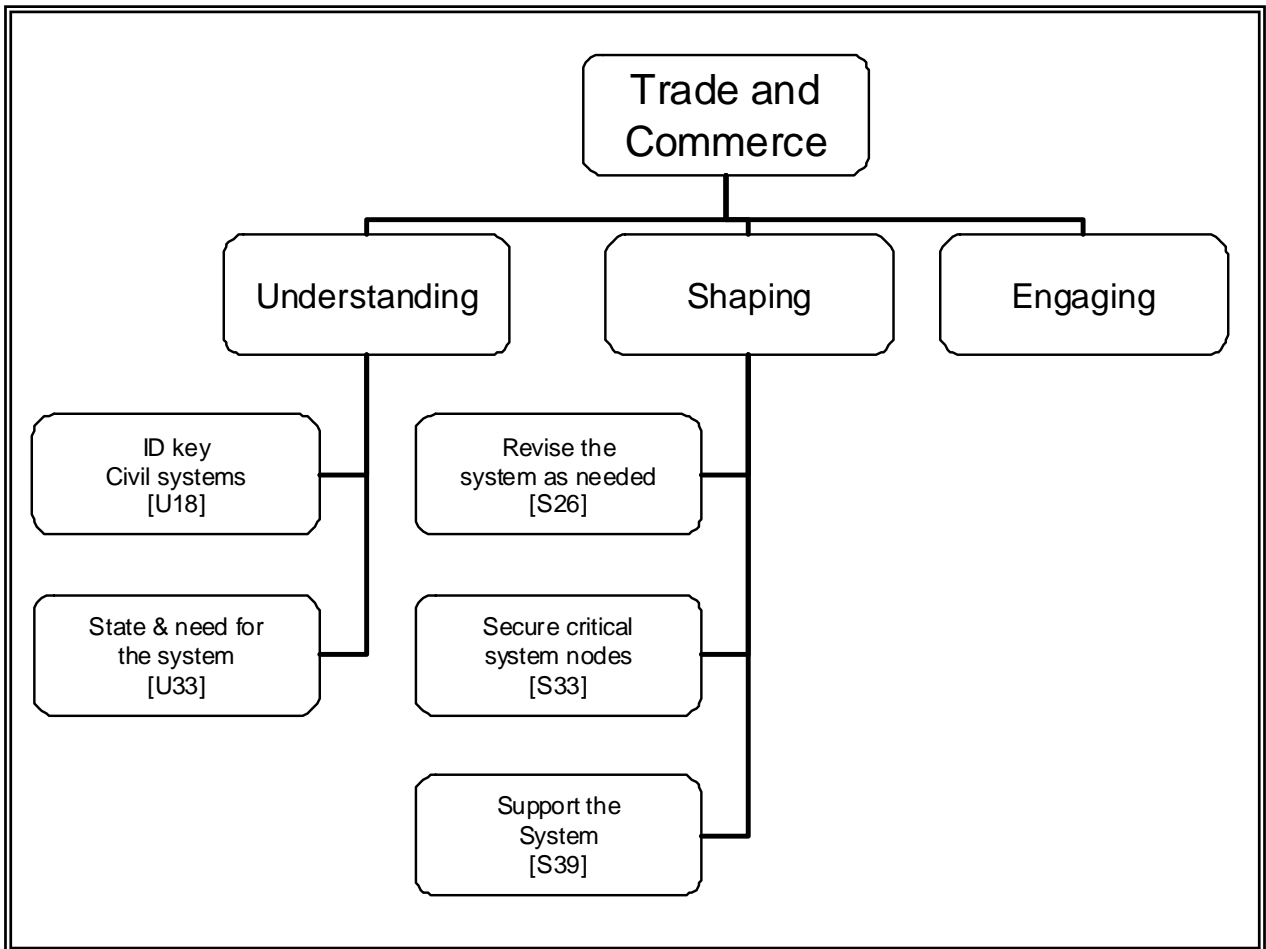 Trade and
Commerce
Understanding
Shaping
Engaging
ID key
Civil systems
[U18]
State & need for
the system
[U33]
Revise the
system as needed
[S26]
Secure critical
system nodes
[S33]
Support the
System
[S39]